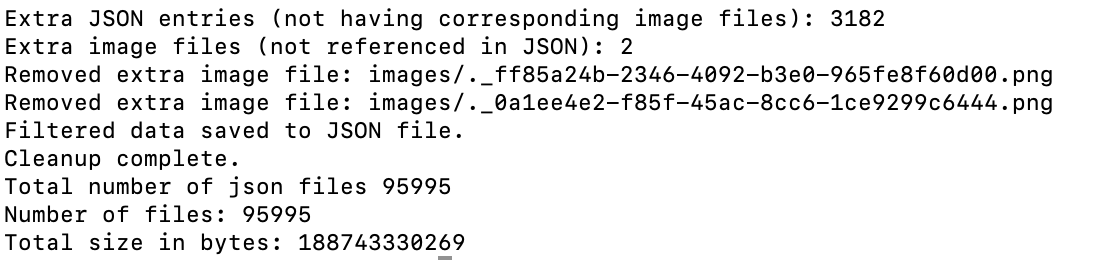 Extra JSON entries (not having corresponding image files): 3182
Extra image files (not referenced in JSON): 2
Removed extra image file: images/._ff85a24b-2346-4092-b3e0-965fe8f60d00.png
Removed extra image file: images/._0a1ee4e2-f85f-45ac-8cc6-1ce9299c6444.png
Filtered data saved to JSON file.
Cleanup complete.
Total number of json files 95995
Number of files: 95995
Total size in bytes: 188743330269